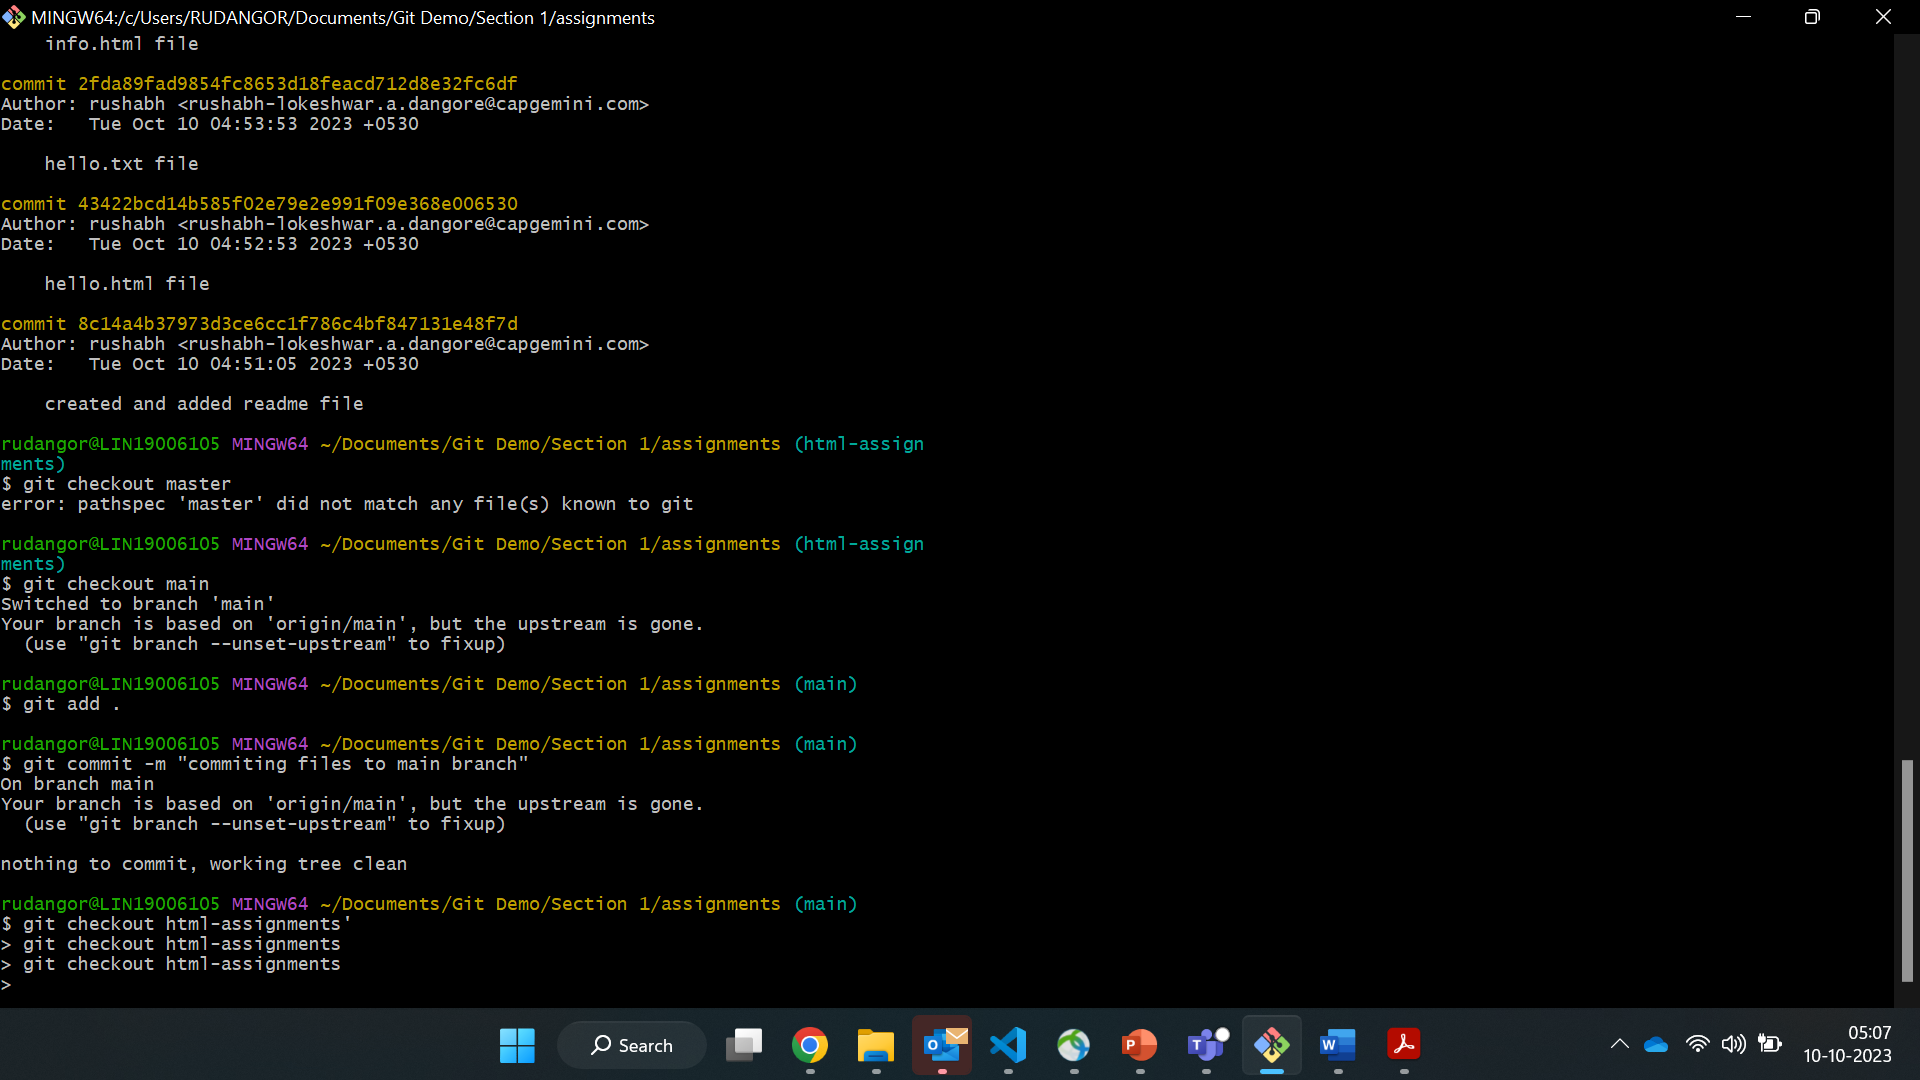 MINGW64:/c/Users/RUDANGOR/Documents/Git Demo/Section 1/assignments
info.html file
commit 2fda89fad9854fc8653d18feacd712d8e32fc6df
Author: rushabh <rushabh-lokeshwar.a.dangore@capgemini.com>
Date:   Tue Oct 10 04:53:53 2023 +0530
hello.txt file
commit 43422bcd14b585f02e79e2e991f09e368e006530
Author: rushabh <rushabh-lokeshwar.a.dangore@capgemini.com>
Date:   Tue Oct 10 04:52:53 2023 +0530
hello.html file
commit 8c14a4b37973d3ce6cc1f786c4bf847131e48f7d
Author: rushabh <rushabh-lokeshwar.a.dangore@capgemini.com>
Date:   Tue Oct 10 04:51:05 2023 +0530
created and added readme file
rudangor@LIN19006105 MINGW64 ~/Documents/Git Demo/Section 1/assignments (html-assign
ments)
$ git checkout master
error: pathspec 'master' did not match any file(s) known to git
rudangor@LIN19006105 MINGW64 ~/Documents/Git Demo/Section 1/assignments (html-assign
ments)
$ git checkout main
Switched to branch 'main'
Your branch is based on 'origin/main', but the upstream is gone.
(use "git branch --unset-upstream" to fixup)
rudangor@LIN19006105 MINGW64 ~/Documents/Git Demo/Section 1/assignments (main)
$ git add .
rudangor@LIN19006105 MINGW64 ~/Documents/Git Demo/Section 1/assignments (main)
$ git commit -m "commiting files to main branch"
On branch main
Your branch is based on 'origin/main', but the upstream is gone.
(use "git branch --unset-upstream" to fixup)
nothing to commit, working tree clean
rudangor@LIN19006105 MINGW64 ~/Documents/Git Demo/Section 1/assignments (main)
$ git checkout html-assignments'
> git checkout html-assignments
> git checkout html-assignments
>
Search
05:07
10-10-2023